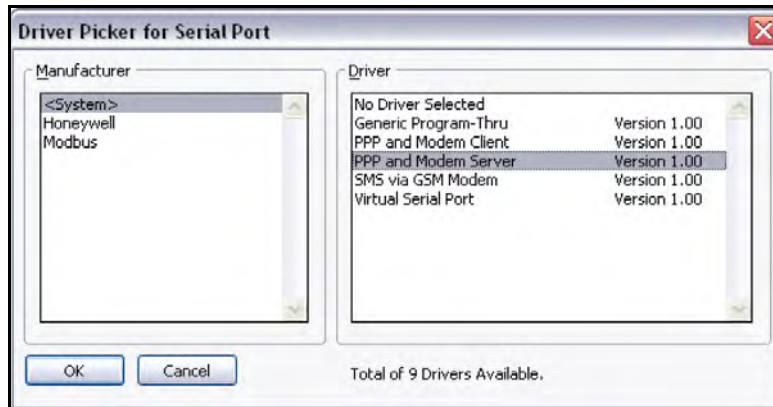 Driver Picker for Serial Port
Manufacturer
<System>
Honeywell
Modbus
Driver
No Driver Selected
Generic Program-Thru Version 1.00
PPP and Modem Client Version 1.00
PPP and Modem Server Version 1.00
SMS via GSM Modem Version 1.00
Virtual Serial Port Version 1.00
OK
Cancel
Total of 9 Drivers Available.